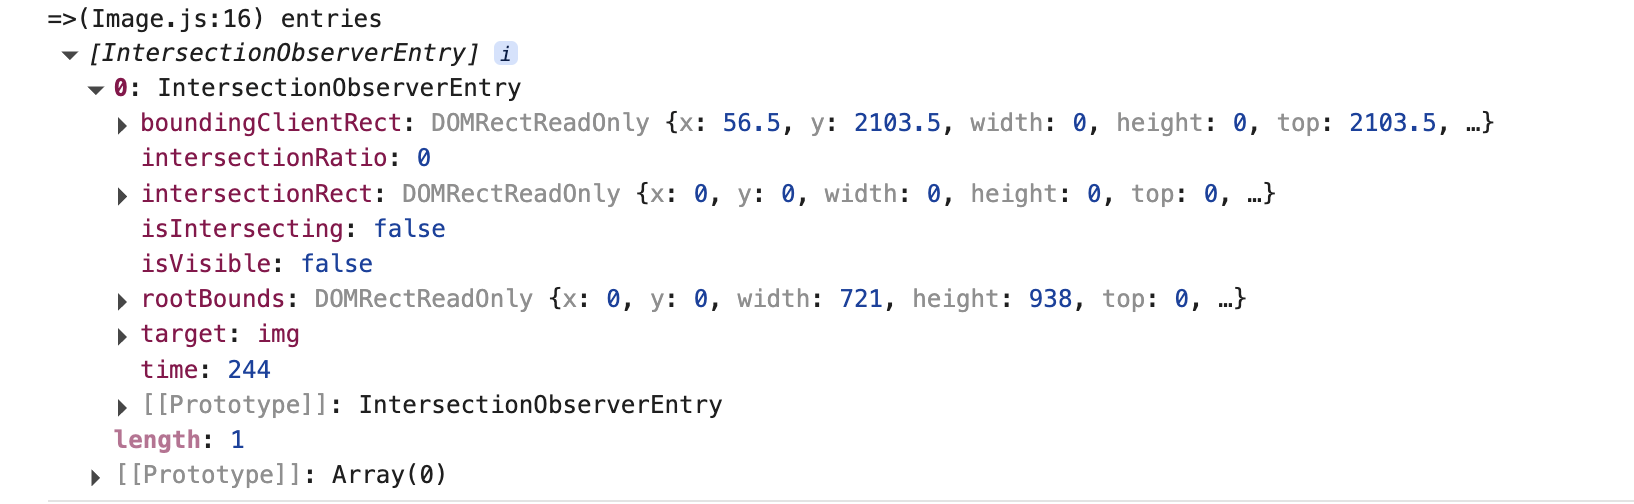 =>(Image.js:16) entries
[IntersectionObserverEntry] i
0: IntersectionObserverEntry
boundingClientRect: DOMRectReadOnly {x: 56.5, y: 2103.5, width: 0, height: 0, top: 2103.5, …}
intersectionRatio: 0
intersectionRect: DOMRectReadOnly {x: 0, y: 0, width: 0, height: 0, top: 0, …}
isIntersecting: false
isVisible: false
rootBounds: DOMRectReadOnly {x: 0, y: 0, width: 721, height: 938, top: 0, …}
target: img
time: 244
[[Prototype]]: IntersectionObserverEntry
length: 1
[[Prototype]]: Array(0)